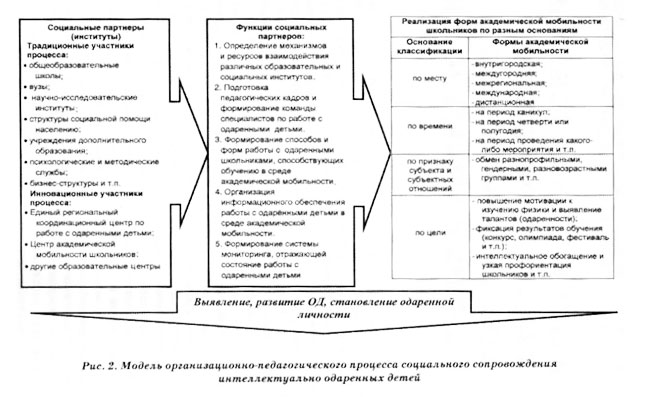 Социальные партнеры
(институты)
Традиционные участники
процесса:
• общеобразовательные
школы;
• вузы;
• научно-исследовательские
институты;
• структуры социальной помощи
населению;
• учреждения дополнительного
образования;
• психологические и методические
службы;
• бизнес-структуры и т.п.
Инновационные участники
процесса:
• Единый региональный
координационный центр по
работе с одаренными детьми;
• Центр академической
мобильности школьников;
• другие образовательные центры
Функции социальных
партнеров:
1. Определение механизмов
и ресурсов взаимодействия
различных образовательных и
социальных институтов.
2. Подготовка
педагогических кадров и
формирование команды
специалистов по работе с
одаренными детьми.
3. Формирование способов и
форм работы с одаренными
школьниками, способствующих
обучению в среде
академической мобильности.
4. Организация
информационного обеспечения
работы с одарёнными детьми в
среде академической
мобильности.
5. Формирование системы
мониторинга, отражающей
состояние работы с
одаренными детьми
Реализация форм академической мобильности
школьников по разным основаниям
Основание
классификации
Формы академической
мобильности
по месту
- внутригородская;
- междугородняя;
- межрегиональная;
- международная;
- дистанционная
по времени
- на период каникул;
- на период четверти или
полугодия;
- на период проведения какого-
либо мероприятия и т.п.
по признаку
субъекта и
субъектных
отношений
- обмен разнопрофильными,
гендерными, разновозрастными
группами и т.п.
по цели
- повышение мотивации к
изучению физики и выявление
талантов (одаренности);
- фиксация результатов обучения
(конкурс, олимпиада, фестиваль
и т.п.);
- интеллектуальное обогащение и
узкая профориентация
школьников и т.п.
Выявление, развитие ОД, становление одаренной
личности
Рис. 2. Модель организационно-педагогического процесса социального сопровождения
интеллектуально одаренных детей